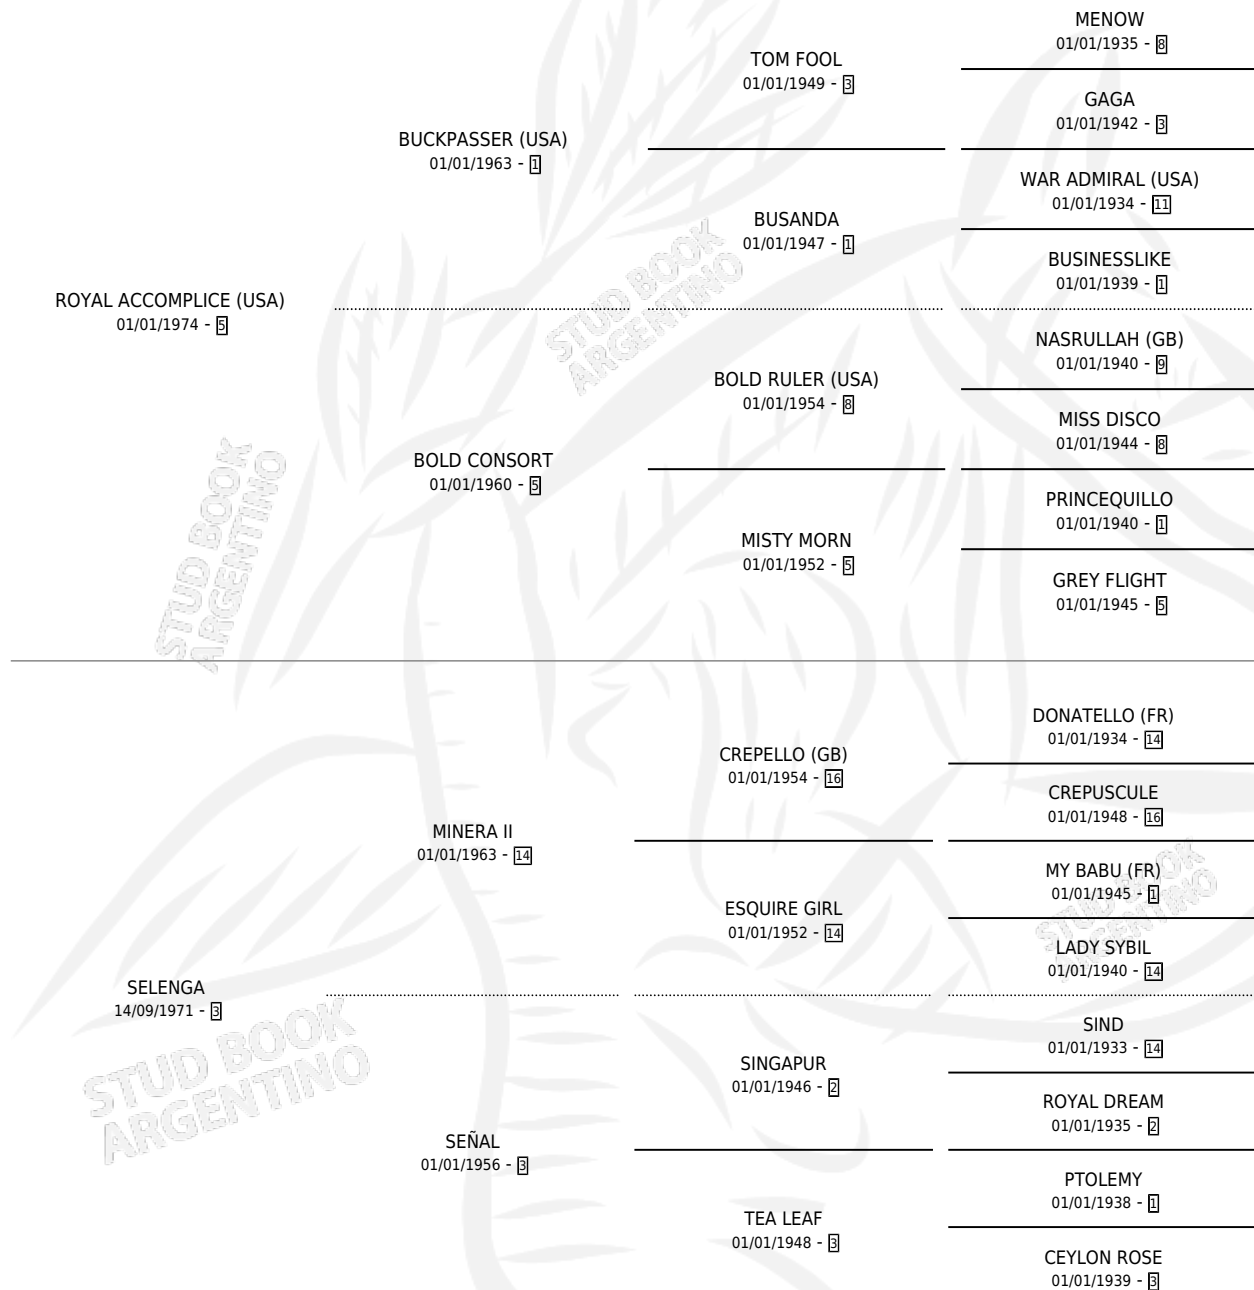 MENOW
01/01/1935 - 8
TOM FOOL
01/01/1949 - 3
GAGA
01/01/1942 - 3
BUCKPASSER (USA)
01/01/1963 - 1
WAR ADMIRAL (USA)
01/01/1934 - 11
BUSANDA
01/01/1947 - 1
BUSINESSLIKE
01/01/1939 - 1
ROYAL ACCOMPLICE (USA)
01/01/1974 - 5
NASRULLAH (GB)
01/01/1940 - 9
BOLD RULER (USA)
01/01/1954 - 8
MISS DISCO
01/01/1944 - 8
BOLD CONSORT
01/01/1960 - 5
PRINCEQUILLO
01/01/1940 - 1
MISTY MORN
01/01/1952 - 5
GREY FLIGHT
01/01/1945 - 5
DONATELLO (FR)
01/01/1934 - 14
CREPELLO (GB)
01/01/1954 - 16
CREPUSCULE
01/01/1948 - 16
MINERA II
01/01/1963 - 14
MY BABU (FR)
01/01/1945 - 1
ESQUIRE GIRL
01/01/1952 - 14
LADY SYBIL
01/01/1940 - 14
SELENGA
14/09/1971 - 3
SIND
01/01/1933 - 14
SINGAPUR
01/01/1946 - 2
ROYAL DREAM
01/01/1935 - 2
SEÑAL
01/01/1956 - 3
PTOLEMY
01/01/1938 - 1
TEA LEAF
01/01/1948 - 3
CEYLON ROSE
01/01/1939 - 3
STUD BOOK
ARGENTINO
STUD BOOK
ARGENTINO
STUD BOOK
ARGENTINO
STUD BOOK
ARGENTINO